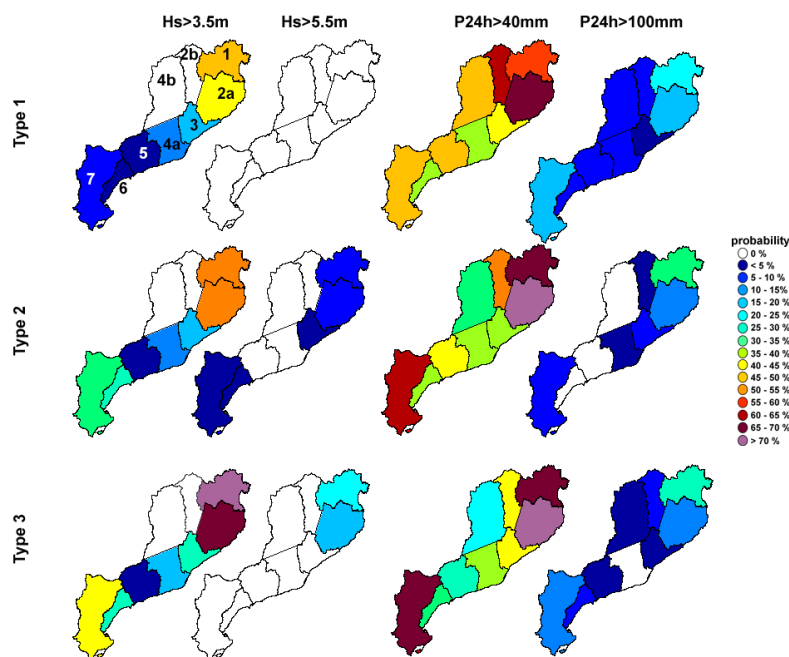 Hs>3.5m Hs>5.5m P24h>40mm P24h>100mm
Type 1
2b 1
4b
2a
3
4a
5
7
6
Type 2
probability
0 %
< 5 %
5 - 10 %
10 - 15%
15 - 20 %
20 - 25 %
25 - 30 %
30 - 35 %
35 - 40 %
40 - 45 %
45 - 50 %
50 - 55 %
55 - 60 %
60 - 65 %
65 - 70 %
> 70 %
Type 3